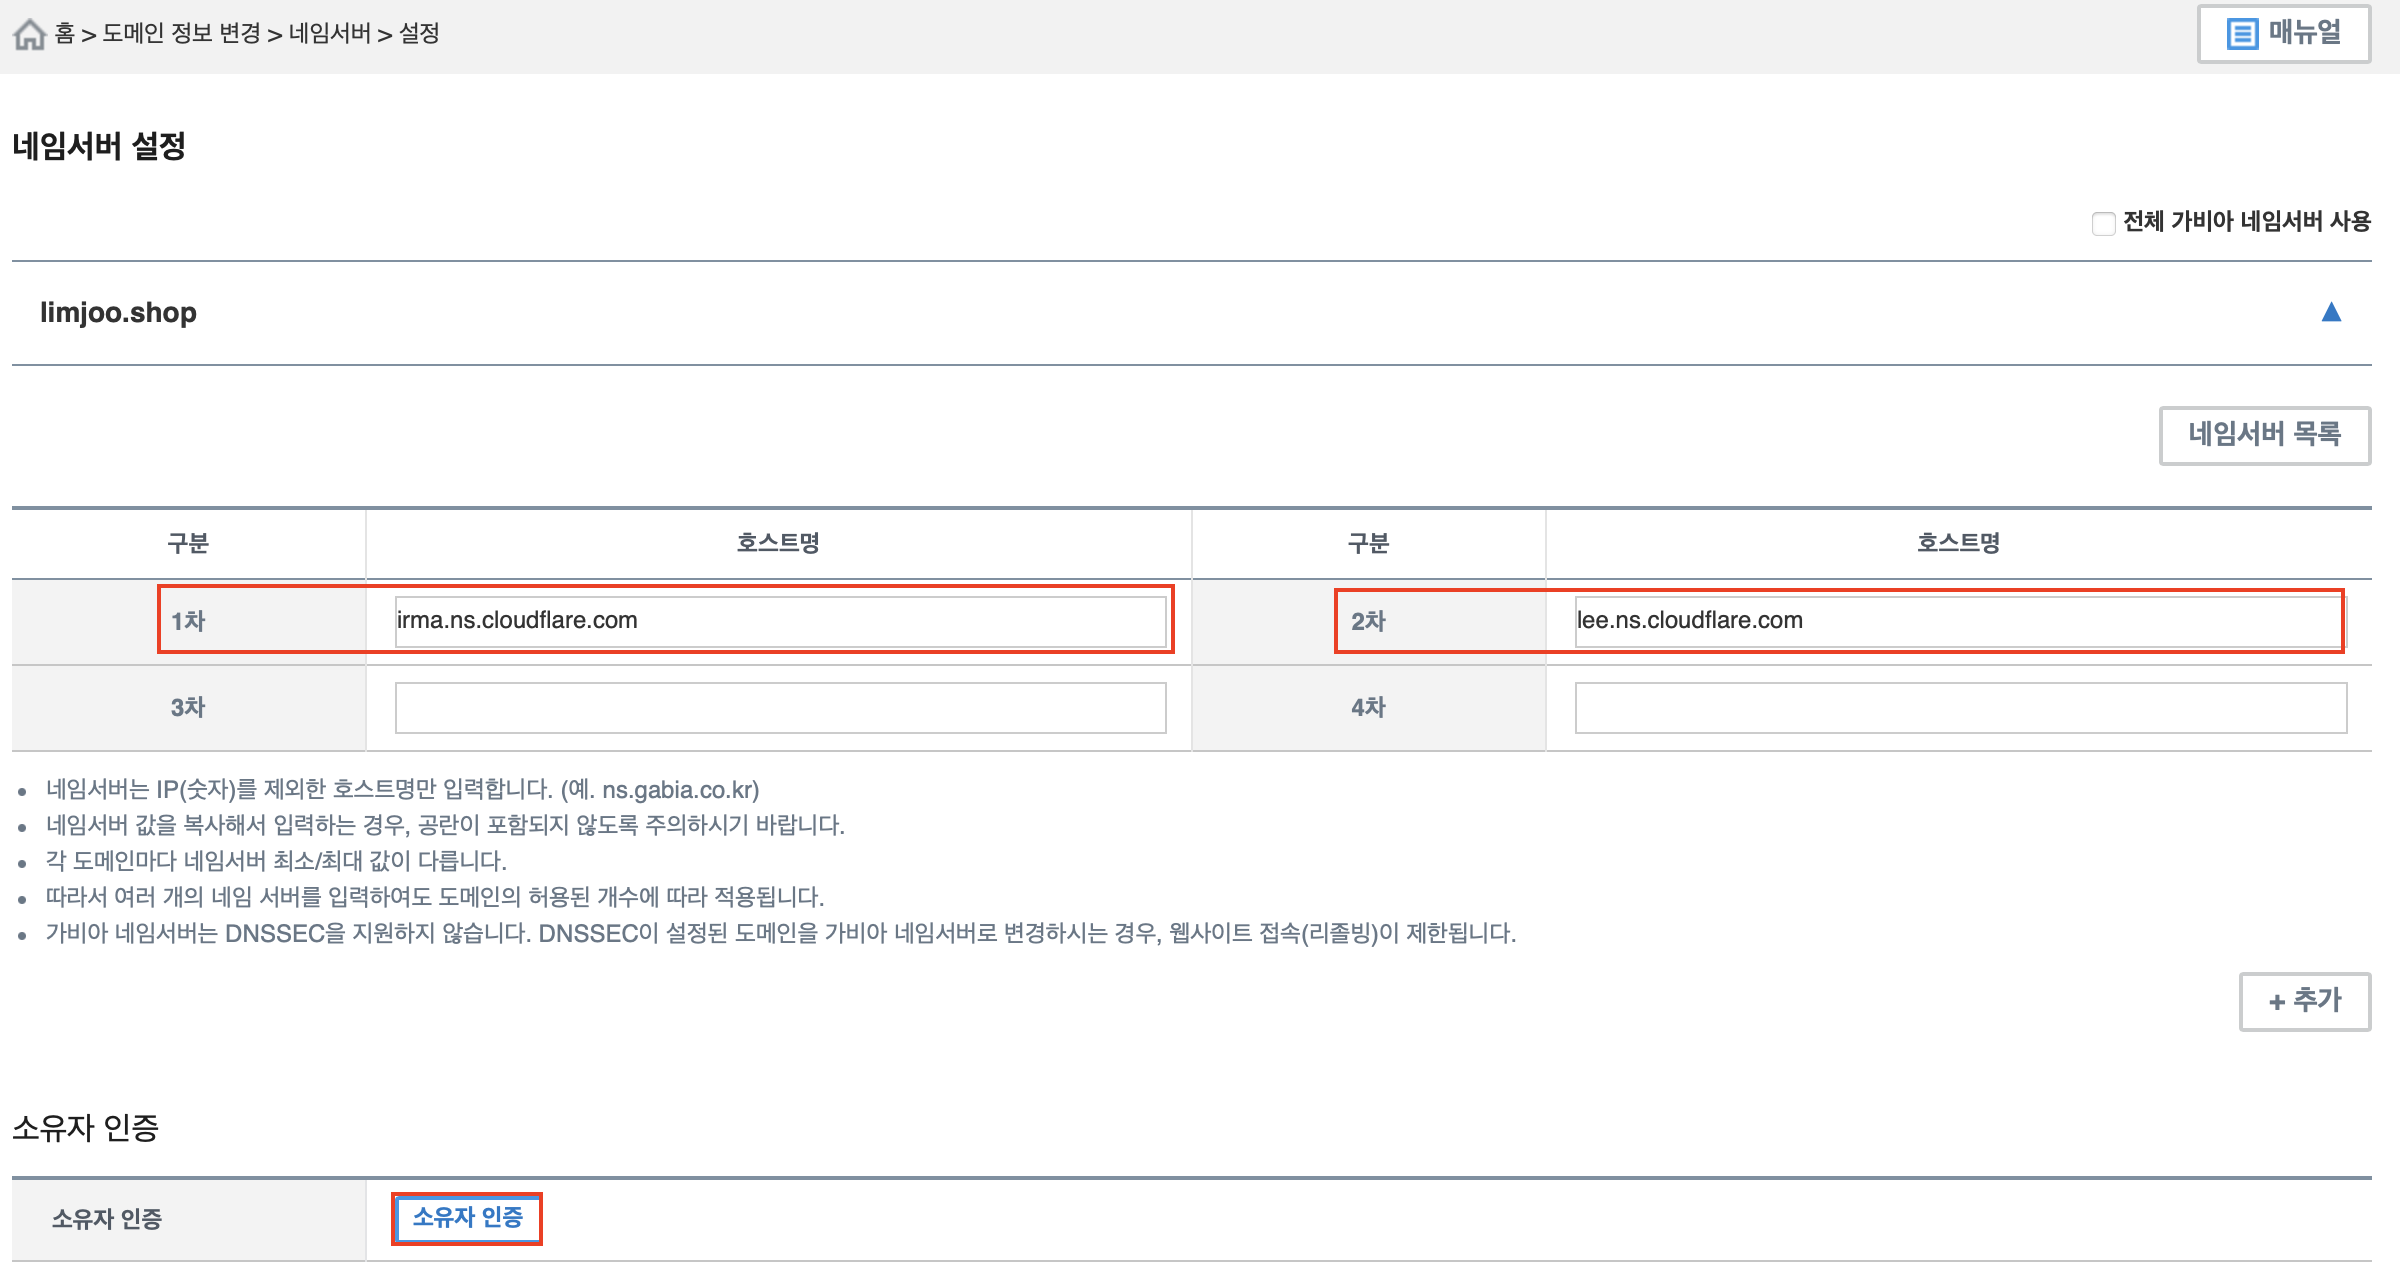 홈 > 도메인 정보 변경 > 네임서버 > 설정
매뉴얼
네임서버 설정
전체 가비아 네임서버 사용
limjoo.shop
네임서버 목록
구분 호스트명 구분 호스트명
1차 irma.ns.cloudflare.com 2차 lee.ns.cloudflare.com
3차 4차
네임서버는 IP(숫자)를 제외한 호스트명만 입력합니다. (예. ns.gabia.co.kr)
네임서버 값을 복사해서 입력하는 경우, 공란이 포함되지 않도록 주의하시기 바랍니다.
각 도메인마다 네임서버 최소/최대 값이 다릅니다.
따라서 여러 개의 네임 서버를 입력하여도 도메인의 허용된 개수에 따라 적용됩니다.
가비아 네임서버는 DNSSEC을 지원하지 않습니다. DNSSEC이 설정된 도메인을 가비아 네임서버로 변경하시는 경우, 웹사이트 접속(리졸빙)이 제한됩니다.
+ 추가
소유자 인증
소유자 인증 소유자 인증